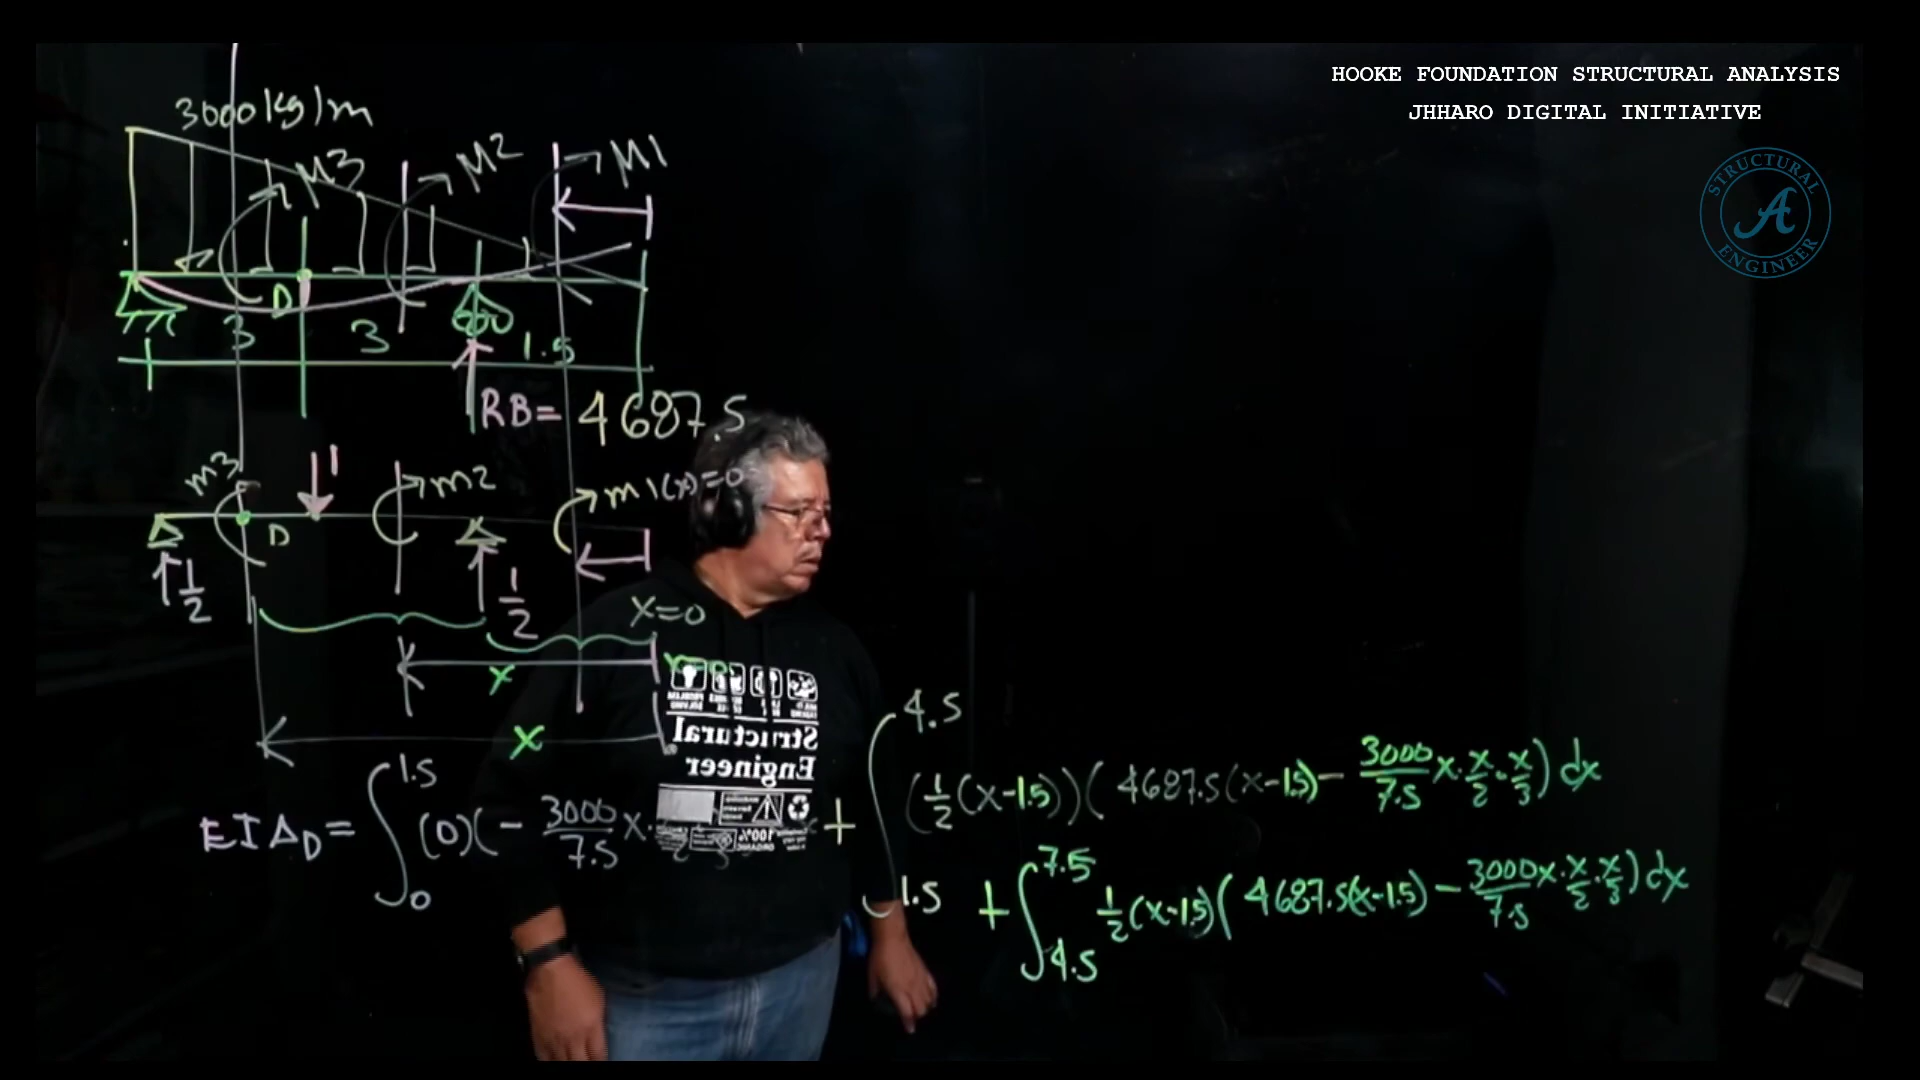 HOOKE FOUNDATION STRUCTURAL ANALYSIS
JHHARO DIGITAL INITIATIVE
STRUCTURAL
A
ENGINEER
3000 kg/m
M3
M2
M1
D
3
3
1.5
RB = 4687.5
m3
1
m2
m1(x)=0
D
1/2
1/2
x=0
x
x
Structural
Engineer
EIΔD = ∫ 1.5 0 (0)(- 3000/7.5 x. + ∫ 4.5 1.5 (1/2 (x-1.5))(4687.5(x-1.5) - 3000/7.5 x · x/2 · x/3) dx
+ ∫ 7.5 4.5 1/2 (x-1.5)(4687.5(x-1.5) - 3000/7.5 x · x/2 · x/3) dx